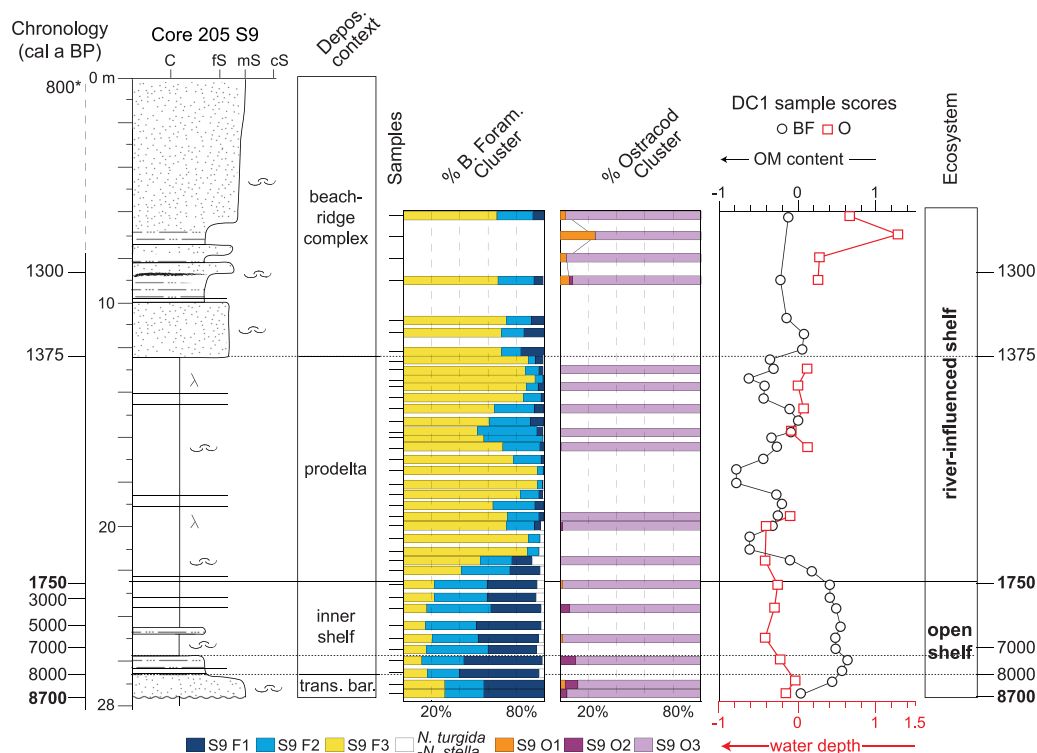 Chronology
(cal a BP)
Core 205 S9
C fS mS cS
Depos.
context
Samples
% B. Foram.
Cluster
% Ostracod
Cluster
DC1 sample scores
BF O
OM content
-1 0 1
Ecosystem
0 m
800*
beach-
ridge
complex
1300
1300
10
1375
1375
prodelta
river-influenced shelf
20
1750
1750
3000
5000
inner
shelf
open
shelf
7000
7000
8000
8000
trans. bar.
8700
8700
28
20% 80% 20% 80% -1 0 1 1.5
S9 F1 S9 F2 S9 F3 N. turgida
-N. stella S9 O1 S9 O2 S9 O3 water depth